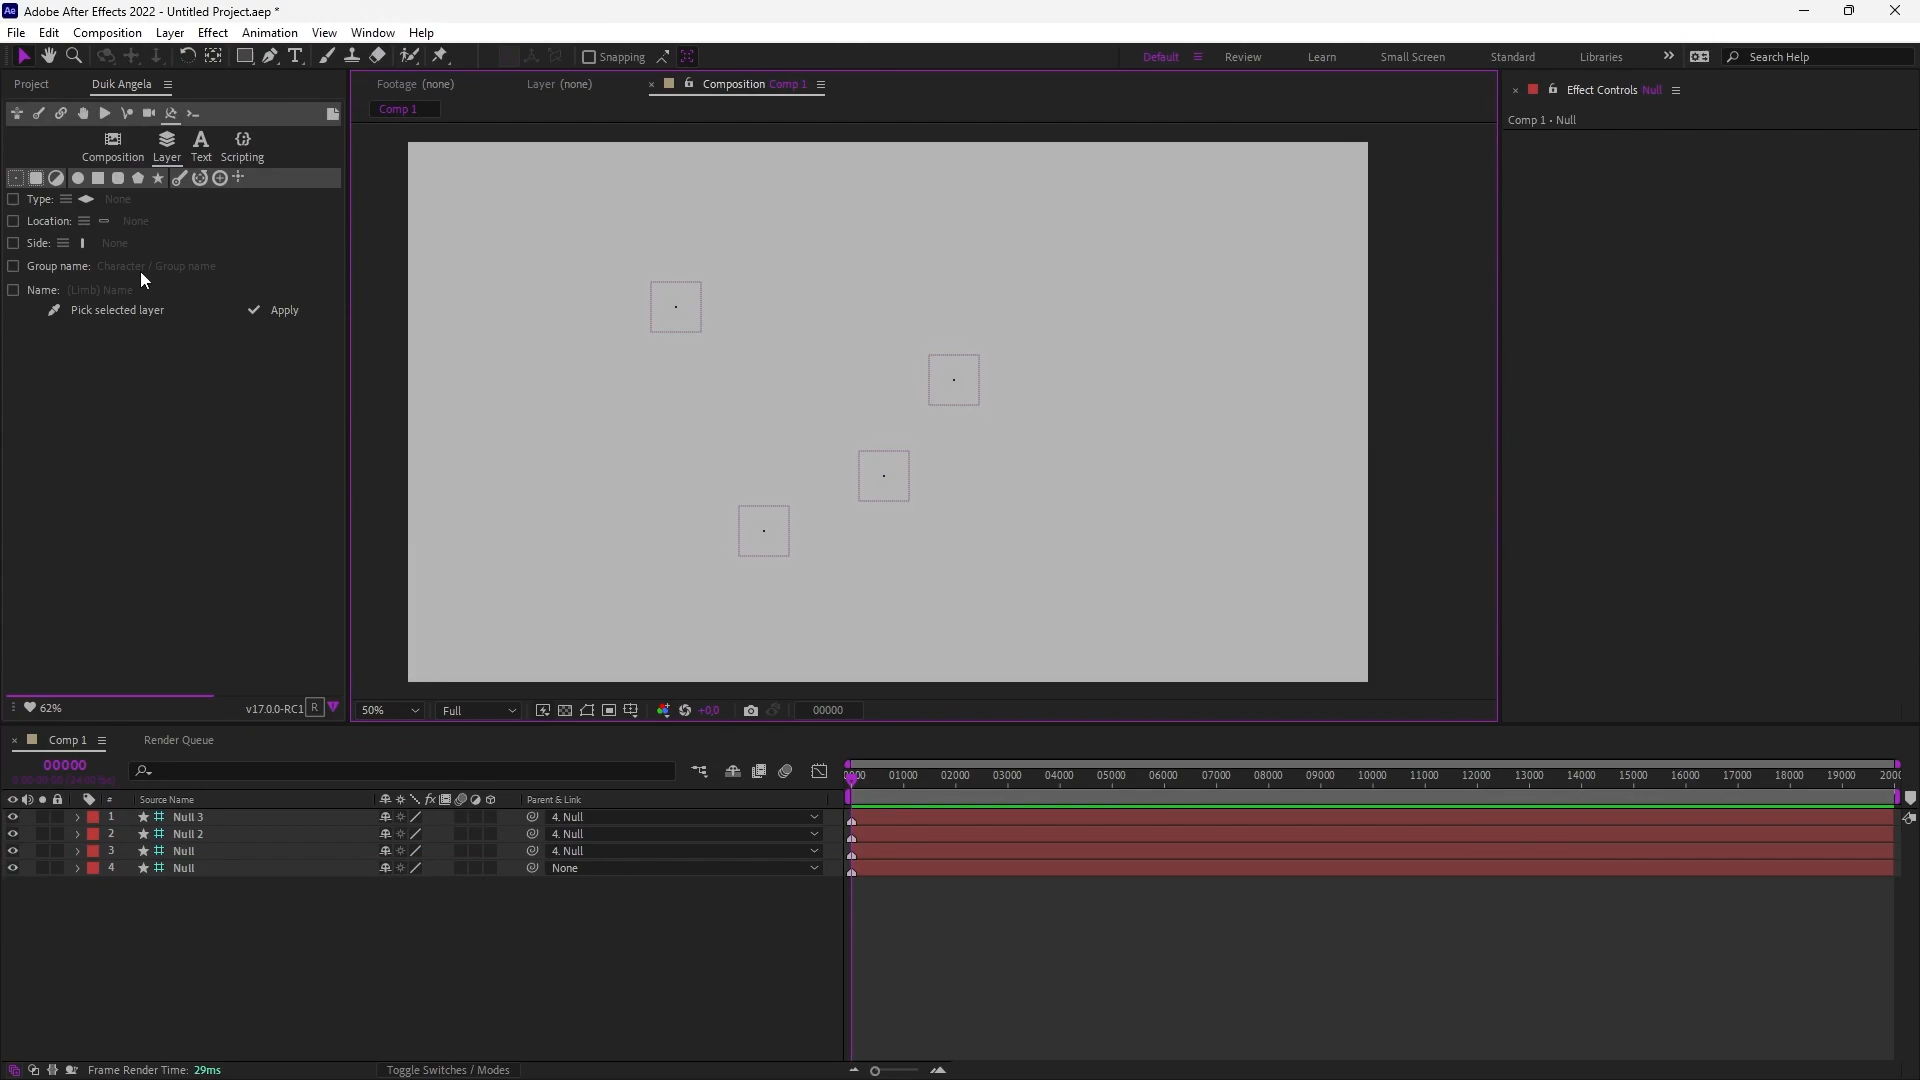 Ae Adobe After Effects 2022 - Untitled Project.aep *
File Edit Composition Layer Effect Animation View Window Help
Snapping Default Review Learn Small Screen Standard Libraries Search Help
Project Duik Angela Footage (none) Layer (none) Composition Comp 1 Effect Controls Null
Comp 1
Comp 1 • Null
Composition Layer Text Scripting
Type: None
Location: None
Side: None
Group name: Character / Group name
Name: (Limb) Name
Pick selected layer Apply
62% v17.0.0-RC1 R
50% Full +0,0 00000
Comp 1 Render Queue
00000
01000 02000 03000 04000 05000 06000 07000 08000 09000 10000 11000 12000 13000 14000 15000 16000 17000 18000 19000
# Source Name fx Parent & Link
1 Null 3 4. Null
2 Null 2 4. Null
3 Null 4. Null
4 Null None
Frame Render Time: 29ms Toggle Switches / Modes